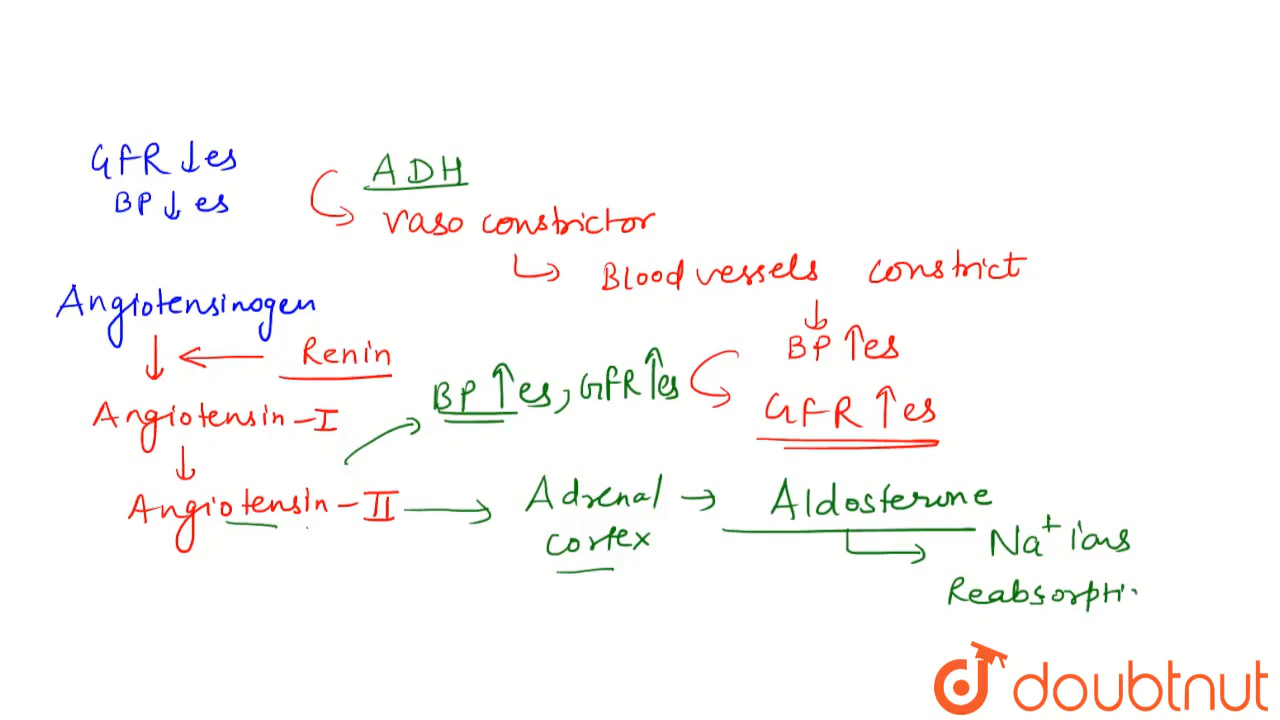 GFR ↓es
BP ↓ es
ADH
Vaso constrictor
↳ Blood vessels constrict
↓
BP ↑es
GFR ↑es
Angiotensinogen
↓ ← Renin
Angiotensin-I
↓
Angiotensin-II → Adrenal cortex → Aldosterone
BP ↑es, GFR ↑es
Na+ ions
Reabsorpti
doubtnut